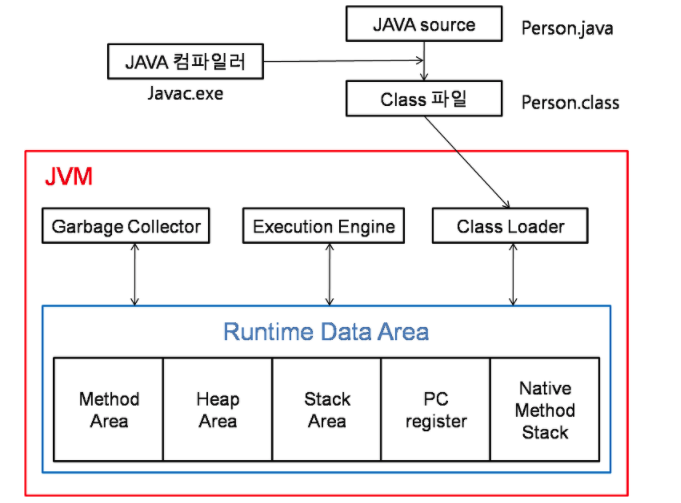 JAVA source
Person.java
JAVA 컴파일러
Javac.exe
Class 파일
Person.class
JVM
Garbage Collector
Execution Engine
Class Loader
Runtime Data Area
Method
Area
Heap
Area
Stack
Area
PC
register
Native
Method
Stack